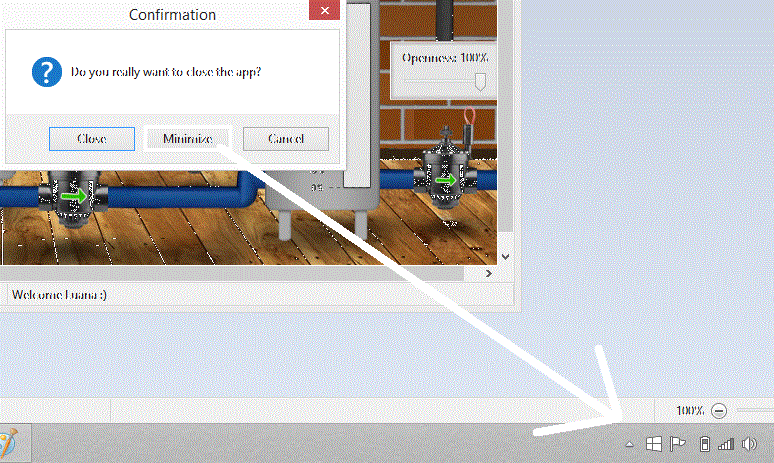 Confirmation
Do you really want to close the app?
Close
Minimize
Cancel
Openness: 100%
Welcome Luana :)
100%